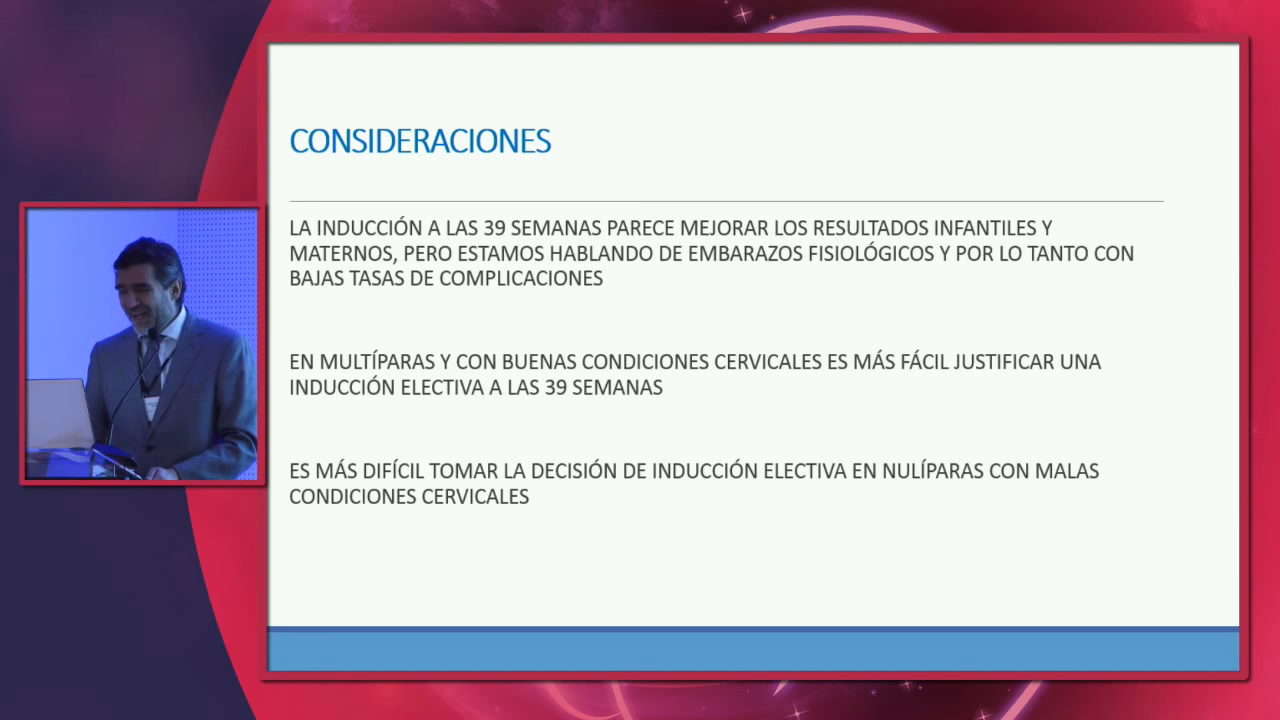 CONSIDERACIONES
LA INDUCCIÓN A LAS 39 SEMANAS PARECE MEJORAR LOS RESULTADOS INFANTILES Y
MATERNOS, PERO ESTAMOS HABLANDO DE EMBARAZOS FISIOLÓGICOS Y POR LO TANTO CON
BAJAS TASAS DE COMPLICACIONES
EN MULTÍPARAS Y CON BUENAS CONDICIONES CERVICALES ES MÁS FÁCIL JUSTIFICAR UNA
INDUCCIÓN ELECTIVA A LAS 39 SEMANAS
ES MÁS DIFÍCIL TOMAR LA DECISIÓN DE INDUCCIÓN ELECTIVA EN NULÍPARAS CON MALAS
CONDICIONES CERVICALES